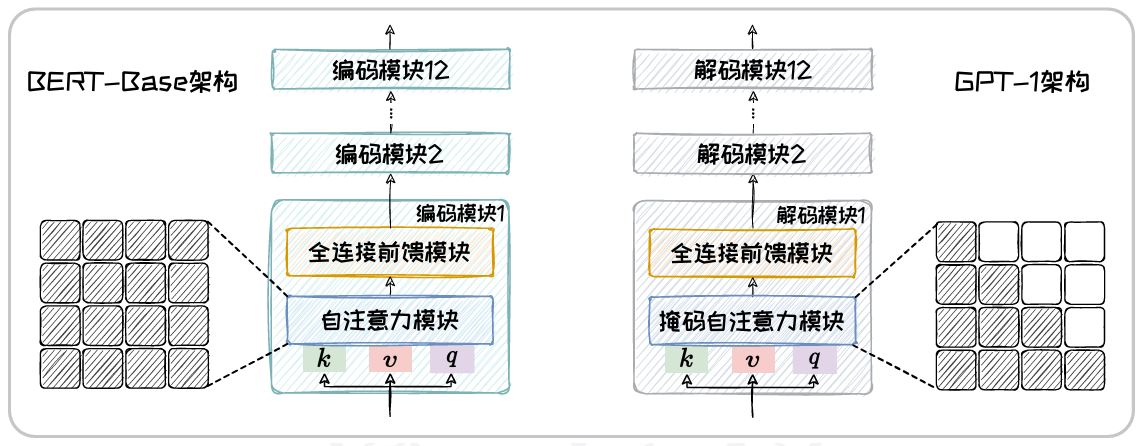 BERT-Base架构
编码模块12
...
编码模块2
编码模块1
全连接前馈模块
自注意力模块
k v q
解码模块12
...
解码模块2
解码模块1
全连接前馈模块
掩码自注意力模块
k v q
GPT-1架构